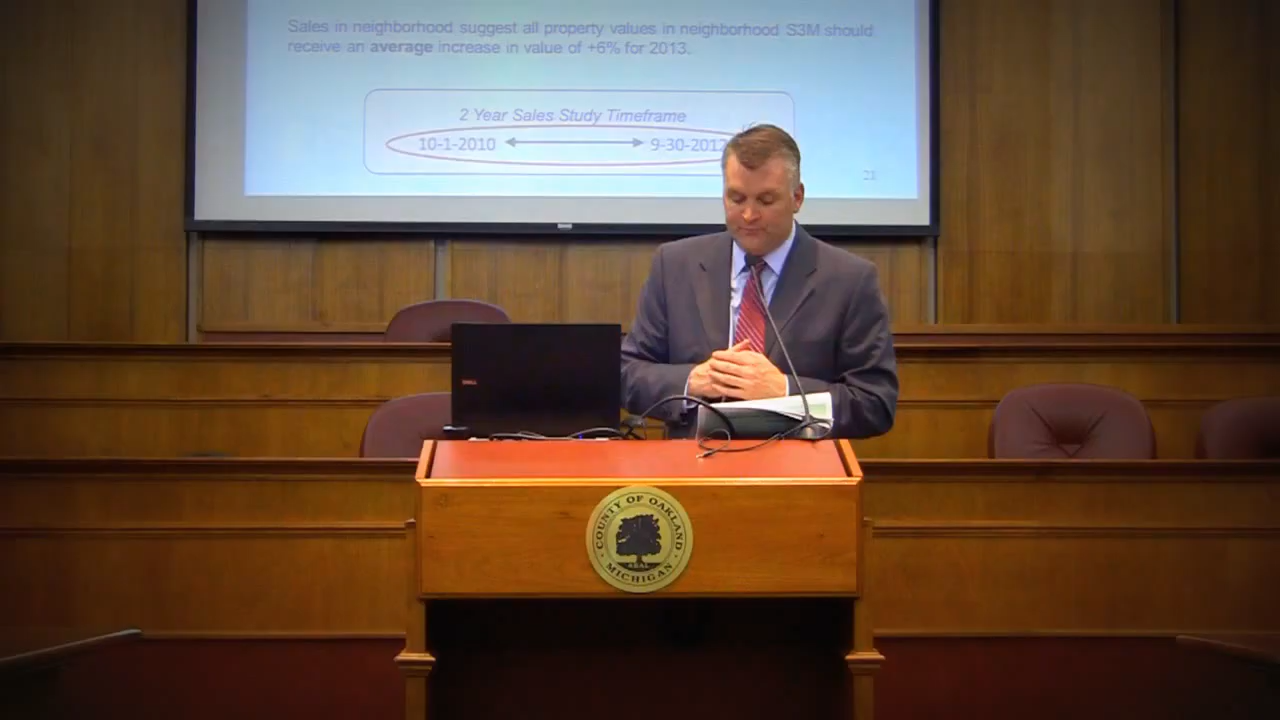 Sales in neighborhood suggest all property values in neighborhood S3M should
receive an average increase in value of +6% for 2013.
2 Year Sales Study Timeframe
10-1-2010 9-30-2012
21
DELL
COUNTY OF OAKLAND
MICHIGAN